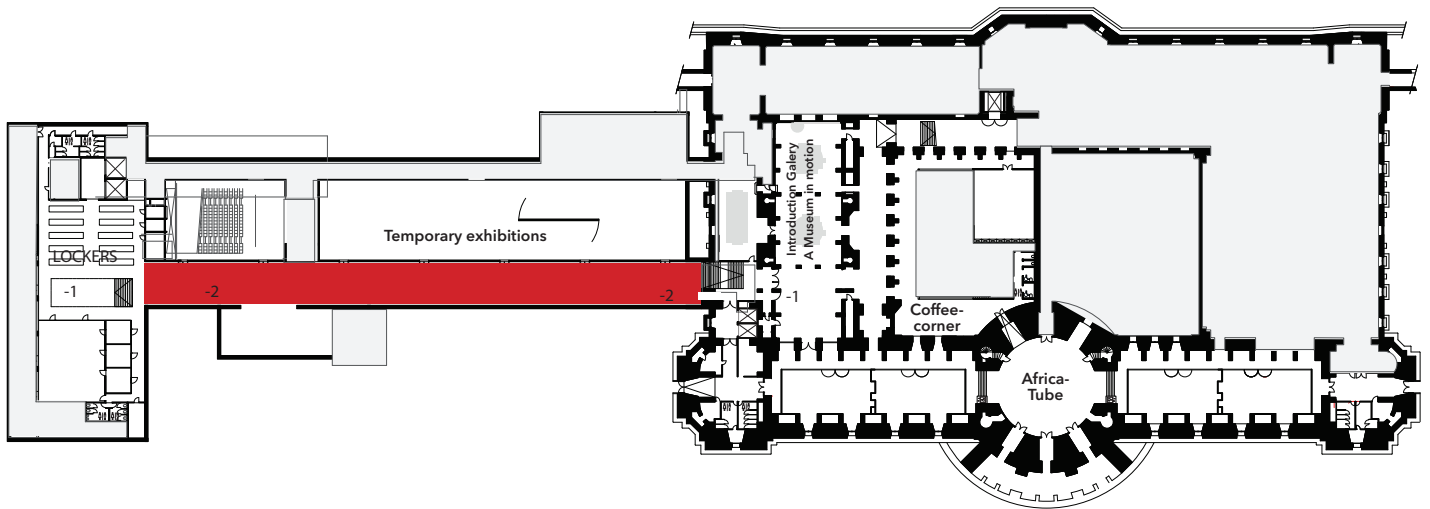 Introduction Galery
A Museum in motion
Temporary exhibitions
LOCKERS
-1
-2
-2
-1
Coffee-
corner
Africa-
Tube